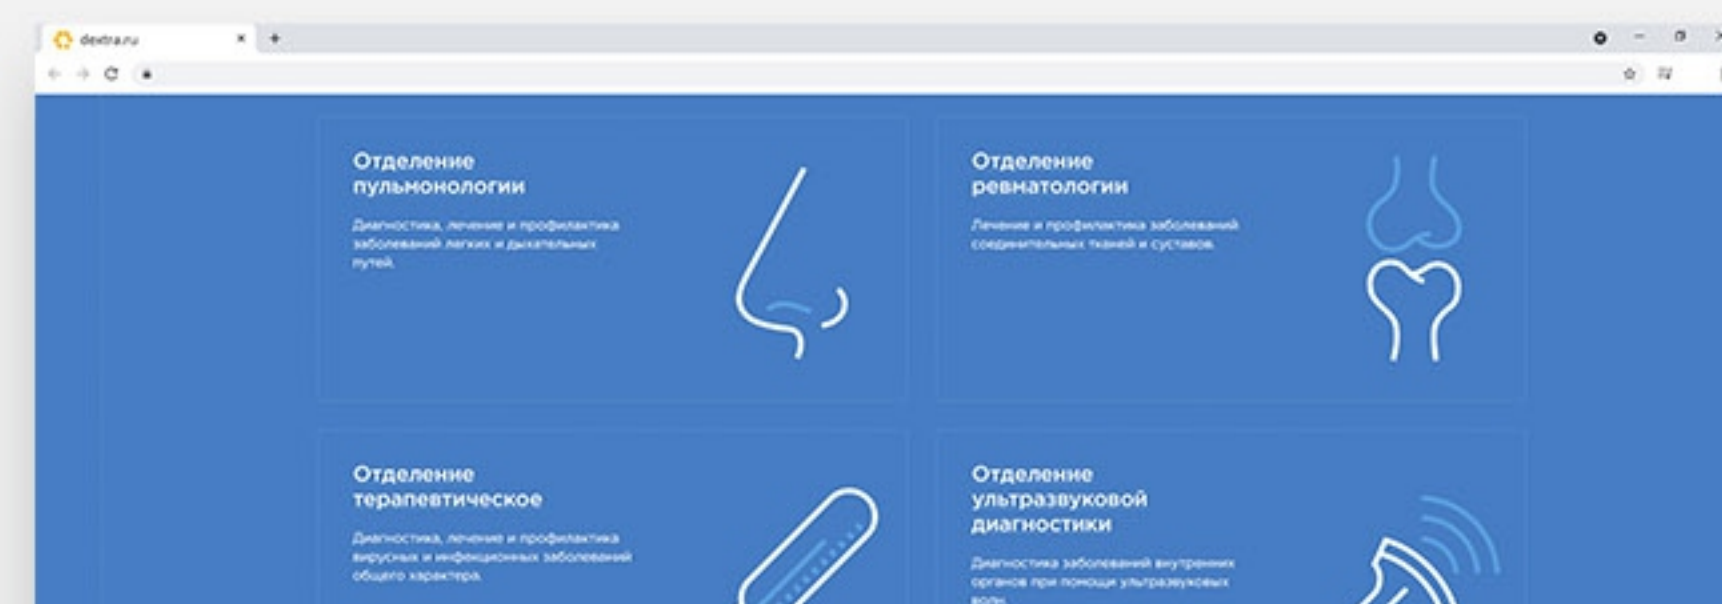 dextra.ru
Отделение
пульмонологии
Диагностика, лечение и профилактика
заболеваний легких и дыхательных
путей.
Отделение
ревматологии
Лечение и профилактика заболеваний
соединительных тканей и суставов.
Отделение
терапевтическое
Диагностика, лечение и профилактика
вирусных и инфекционных заболеваний
общего характера.
Отделение
ультразвуковой
диагностики
Диагностика заболеваний внутренних
органов при помощи ультразвуковых
волн.